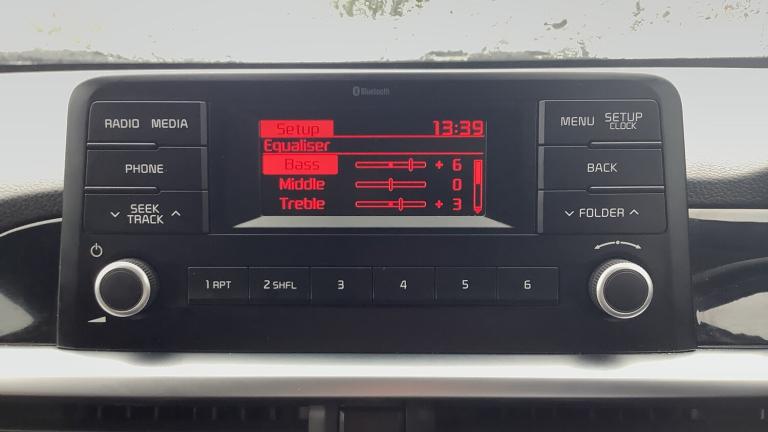 Bluetooth
RADIO MEDIA
PHONE
SEEK
TRACK
Setup 13:39
Equaliser
Bass + 6
Middle 0
Treble + 3
MENU SETUP
CLOCK
BACK
FOLDER
1 RPT 2 SHFL 3 4 5 6